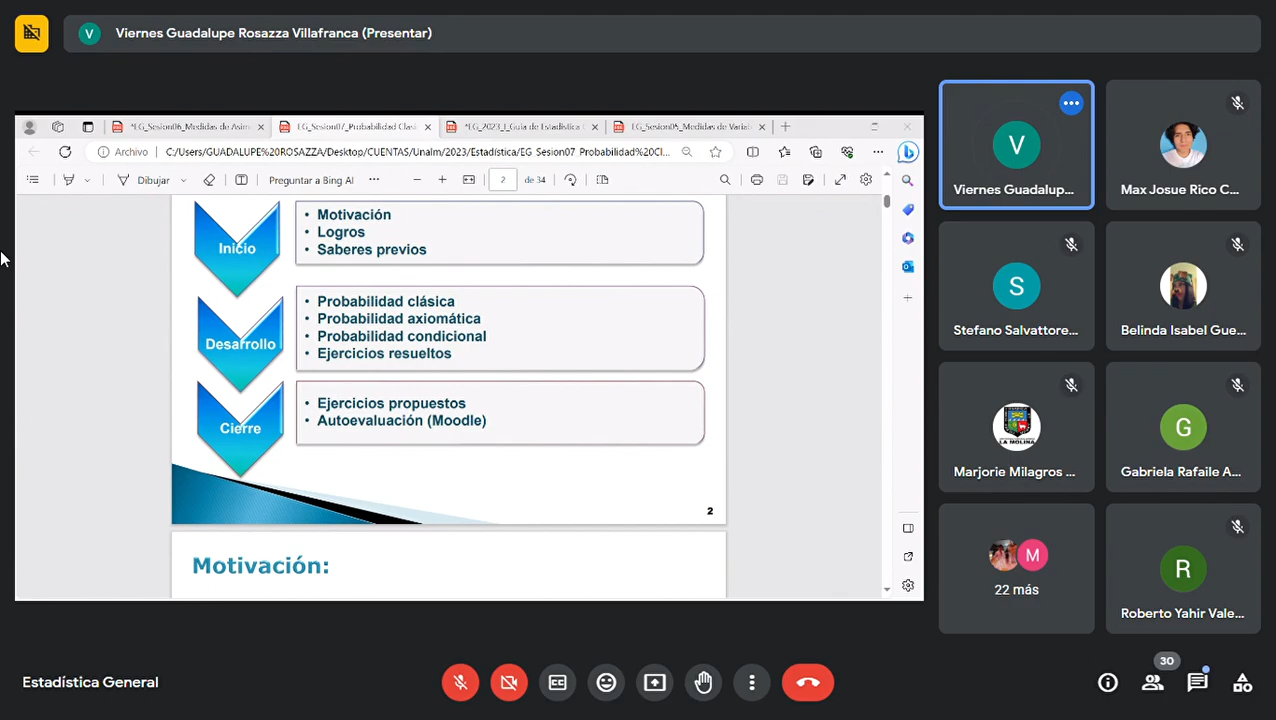 V Viernes Guadalupe Rosazza Villafranca (Presentar)
*EG_Sesion06_Medidas de Asim
EG_Sesion07_Probabilidad Clasi
*EG_2023_I_Guia de Estadística
EG_Sesion05_Medidas de Variab
Archivo C:/Users/GUADALUPE%20ROSAZZA/Desktop/CUENTAS/Unalm/2023/Estadistica/EG_Sesion07_Probabilidad%20Cl...
Dibujar Preguntar a Bing AI 2 de 34
Inicio
• Motivación
• Logros
• Saberes previos
Desarrollo
• Probabilidad clásica
• Probabilidad axiomática
• Probabilidad condicional
• Ejercicios resueltos
Cierre
• Ejercicios propuestos
• Autoevaluación (Moodle)
2
Motivación:
V
Viernes Guadalup...
Max Josue Rico C...
S
Stefano Salvattore...
Belinda Isabel Gue...
LA MOLINA
Marjorie Milagros ...
G
Gabriela Rafaile A...
M
22 más
R
Roberto Yahir Vale...
Estadística General
CC
30